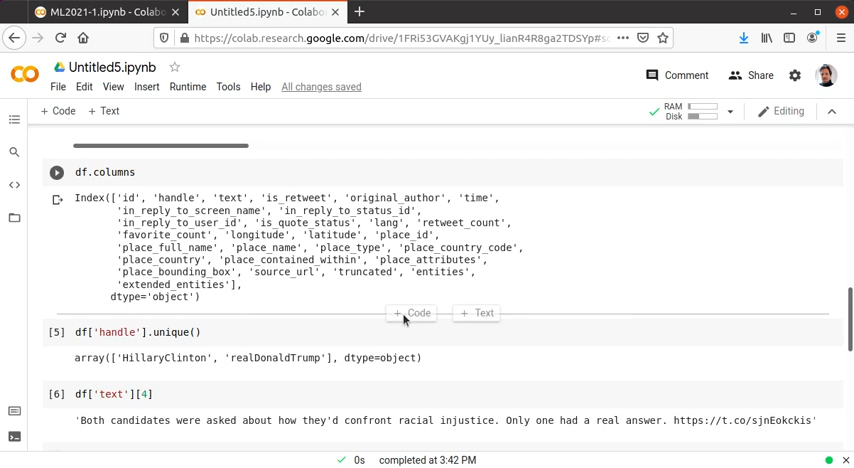 ML2021-1.ipynb - Colabo
Untitled5.ipynb - Colabo
https://colab.research.google.com/drive/1FRi53GVAKgj1YUy_lianR4R8ga2TDSYp#sc
Untitled5.ipynb
Comment
Share
File Edit View Insert Runtime Tools Help All changes saved
+ Code + Text
RAM
Disk
Editing
df.columns
Index(['id', 'handle', 'text', 'is_retweet', 'original_author', 'time',
'in_reply_to_screen_name', 'in_reply_to_status_id',
'in_reply_to_user_id', 'is_quote_status', 'lang', 'retweet_count',
'favorite_count', 'longitude', 'latitude', 'place_id',
'place_full_name', 'place_name', 'place_type', 'place_country_code',
'place_country', 'place_contained_within', 'place_attributes',
'place_bounding_box', 'source_url', 'truncated', 'entities',
'extended_entities'],
dtype='object')
+ Code + Text
[5] df['handle'].unique()
array(['HillaryClinton', 'realDonaldTrump'], dtype=object)
[6] df['text'][4]
'Both candidates were asked about how they'd confront racial injustice. Only one had a real answer. https://t.co/sjnEokckis'
0s completed at 3:42 PM